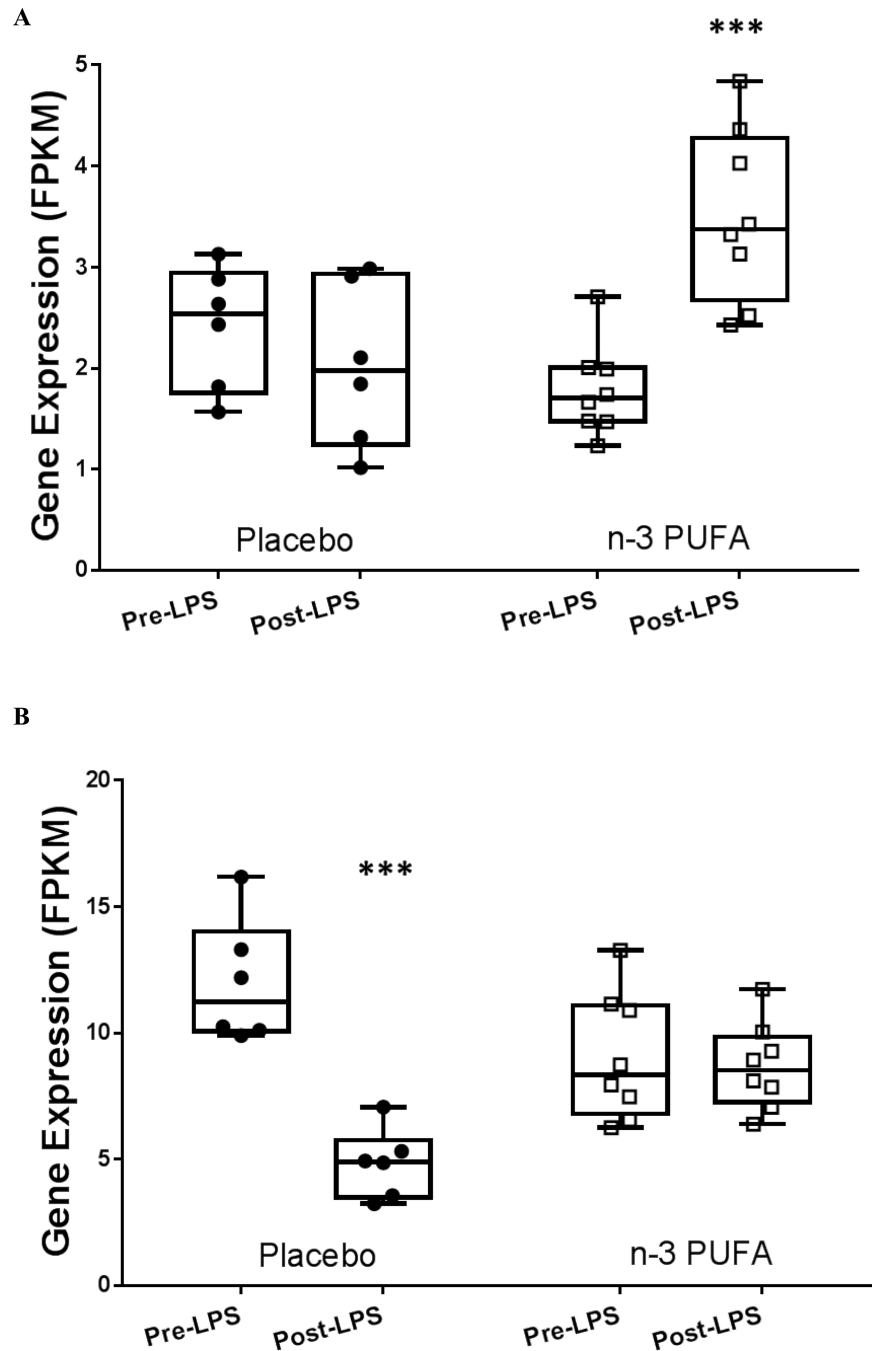 A
***
Gene Expression (FPKM)
5
4
3
2
1
0
Placebo
n-3 PUFA
Pre-LPS
Post-LPS
Pre-LPS
Post-LPS
B
Gene Expression (FPKM)
20
15
10
5
0
***
Placebo
n-3 PUFA
Pre-LPS
Post-LPS
Pre-LPS
Post-LPS